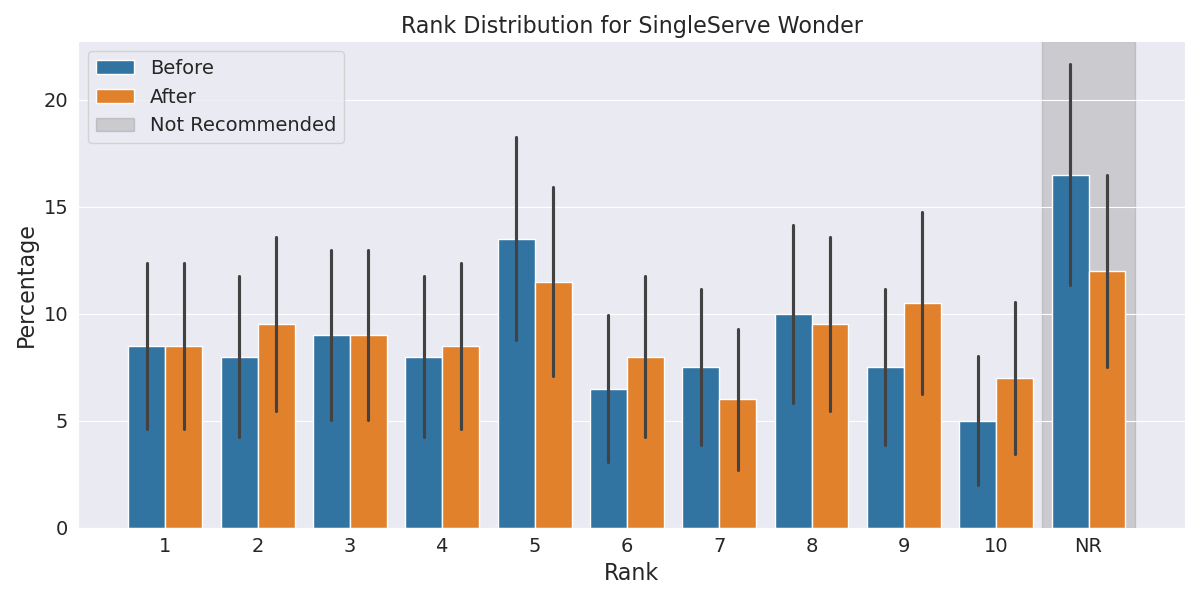 Rank Distribution for SingleServe Wonder
Before
After
Not Recommended
Percentage
20
15
10
5
0
1 2 3 4 5 6 7 8 9 10 NR
Rank